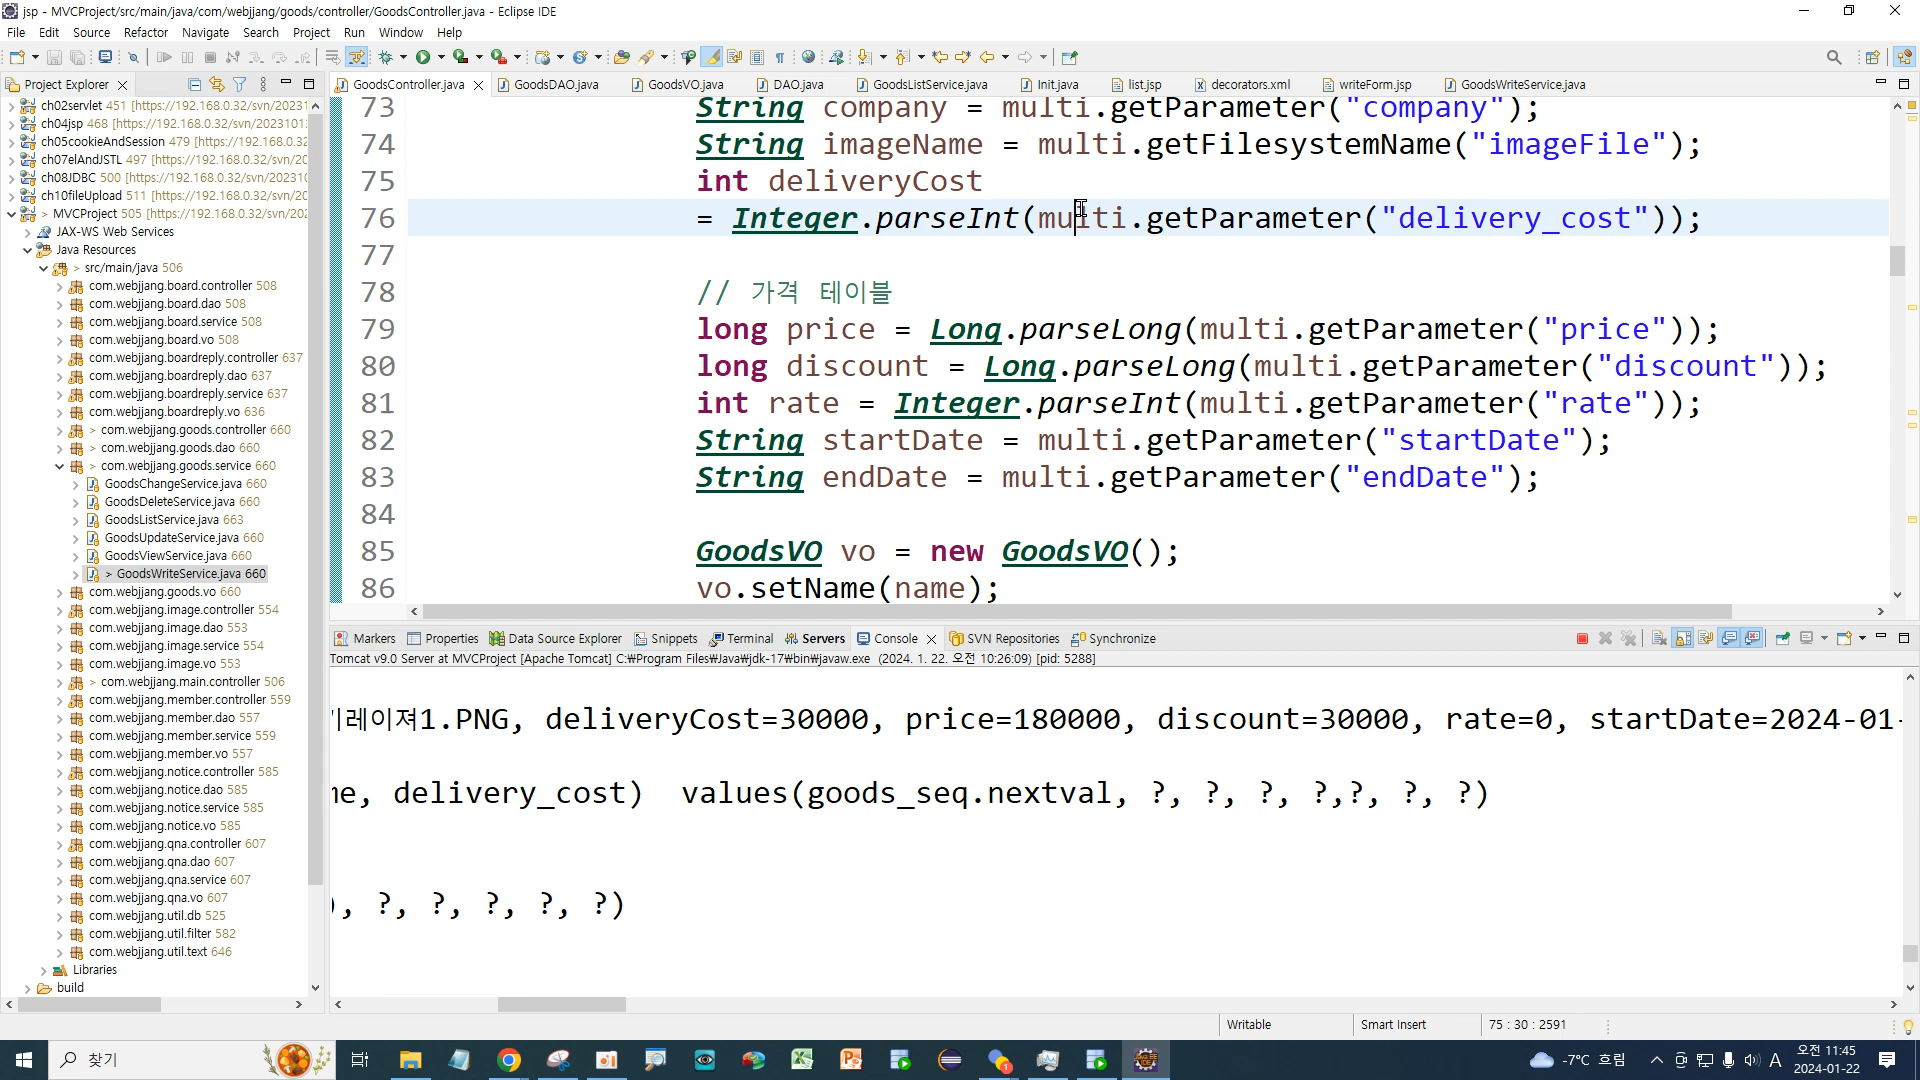 jsp - MVCProject/src/main/java/com/webjjang/goods/controller/GoodsController.java - Eclipse IDE
File Edit Source Refactor Navigate Search Project Run Window Help
Project Explorer
GoodsController.java GoodsDAO.java GoodsVO.java DAO.java GoodsListService.java Init.java list.jsp decorators.xml writeForm.jsp GoodsWriteService.java
ch02servlet 451 [https://192.168.0.32/svn/20231
ch04jsp 468 [https://192.168.0.32/svn/2023101
ch05cookieAndSession 479 [https://192.168.0.32
ch07elAndJSTL 497 [https://192.168.0.32/svn/20
ch08JDBC 500 [https://192.168.0.32/svn/202310
ch10fileUpload 511 [https://192.168.0.32/svn/20
> MVCProject 505 [https://192.168.0.32/svn/202
JAX-WS Web Services
Java Resources
> src/main/java 506
com.webjjang.board.controller 508
com.webjjang.board.dao 508
com.webjjang.board.service 508
com.webjjang.board.vo 508
com.webjjang.boardreply.controller 637
com.webjjang.boardreply.dao 637
com.webjjang.boardreply.service 637
com.webjjang.boardreply.vo 636
> com.webjjang.goods.controller 660
> com.webjjang.goods.dao 660
> com.webjjang.goods.service 660
GoodsChangeService.java 660
GoodsDeleteService.java 660
GoodsListService.java 663
GoodsUpdateService.java 660
GoodsViewService.java 660
> GoodsWriteService.java 660
com.webjjang.goods.vo 660
com.webjjang.image.controller 554
com.webjjang.image.dao 553
com.webjjang.image.service 554
com.webjjang.image.vo 553
> com.webjjang.main.controller 506
com.webjjang.member.controller 559
com.webjjang.member.dao 557
com.webjjang.member.service 559
com.webjjang.member.vo 557
com.webjjang.notice.controller 585
com.webjjang.notice.dao 585
com.webjjang.notice.service 585
com.webjjang.notice.vo 585
com.webjjang.qna.controller 607
com.webjjang.qna.dao 607
com.webjjang.qna.service 607
com.webjjang.qna.vo 607
com.webjjang.util.db 525
com.webjjang.util.filter 582
com.webjjang.util.text 646
Libraries
build
73 String company = multi.getParameter("company");
74 String imageName = multi.getFilesystemName("imageFile");
75 int deliveryCost
76 = Integer.parseInt(multi.getParameter("delivery_cost"));
77
78 // 가격 테이블
79 long price = Long.parseLong(multi.getParameter("price"));
80 long discount = Long.parseLong(multi.getParameter("discount"));
81 int rate = Integer.parseInt(multi.getParameter("rate"));
82 String startDate = multi.getParameter("startDate");
83 String endDate = multi.getParameter("endDate");
84
85 GoodsVO vo = new GoodsVO();
86 vo.setName(name);
Markers Properties Data Source Explorer Snippets Terminal Servers Console SVN Repositories Synchronize
Tomcat v9.0 Server at MVCProject [Apache Tomcat] C:₩Program Files₩Java₩jdk-17₩bin₩javaw.exe (2024. 1. 22. 오전 10:26:09) [pid: 5288]
레이져1.PNG, deliveryCost=30000, price=180000, discount=30000, rate=0, startDate=2024-01-
me, delivery_cost) values(goods_seq.nextval, ?, ?, ?, ?,?, ?, ?)
), ?, ?, ?, ?, ?)
Writable Smart Insert 75 : 30 : 2591
찾기
-7°C 흐림
A
오전 11:45
2024-01-22